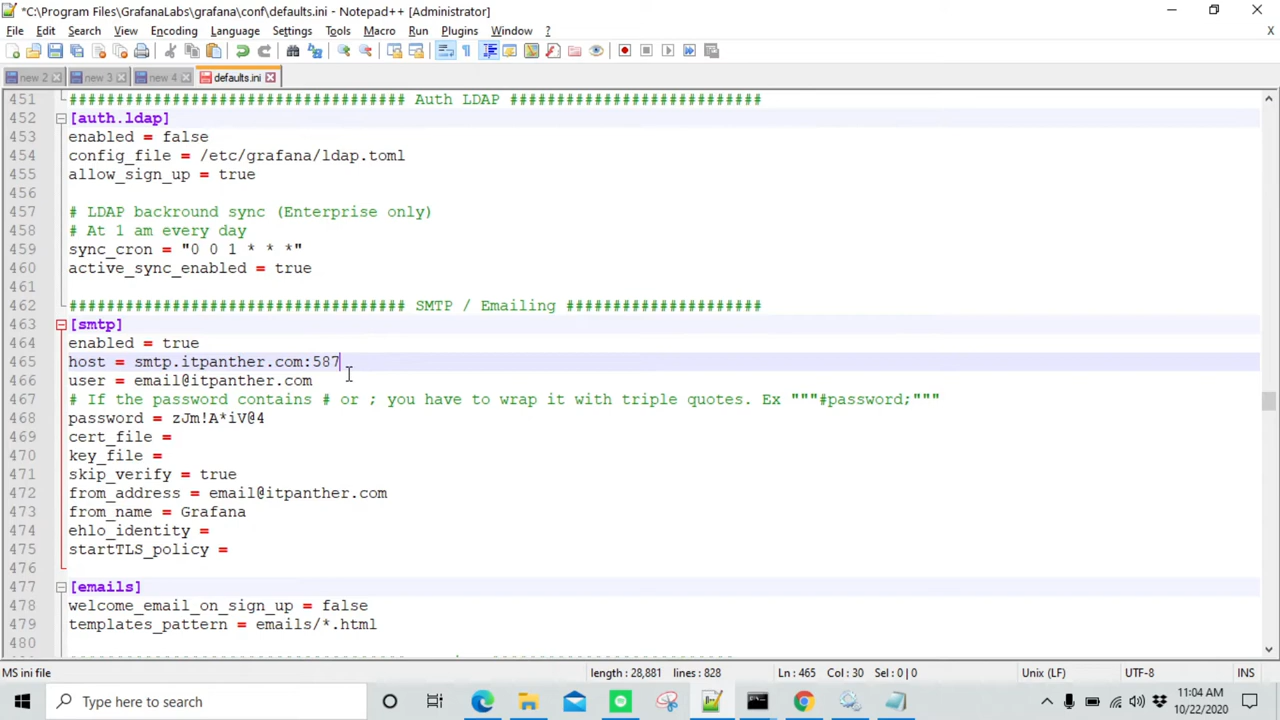 *C:\Program Files\GrafanaLabs\grafana\conf\defaults.ini - Notepad++ [Administrator]
File Edit Search View Encoding Language Settings Tools Macro Run Plugins Window ? X
new 2 new 3 new 4 defaults.ini
451 #################################### Auth LDAP ###########################
452 [auth.ldap]
453 enabled = false
454 config_file = /etc/grafana/ldap.toml
455 allow_sign_up = true
456
457 # LDAP backround sync (Enterprise only)
458 # At 1 am every day
459 sync_cron = "0 0 1 * * *"
460 active_sync_enabled = true
461
462 #################################### SMTP / Emailing #####################
463 [smtp]
464 enabled = true
465 host = smtp.itpanther.com:587
466 user = email@itpanther.com
467 # If the password contains # or ; you have to wrap it with triple quotes. Ex """#password;"""
468 password = zJm!A*iV@4
469 cert_file =
470 key_file =
471 skip_verify = true
472 from_address = email@itpanther.com
473 from_name = Grafana
474 ehlo_identity =
475 startTLS_policy =
476
477 [emails]
478 welcome_email_on_sign_up = false
479 templates_pattern = emails/*.html
480
MS ini file length : 28,881 lines : 828 Ln : 465 Col : 30 Sel : 0 | 0 Unix (LF) UTF-8 INS
Type here to search
11:04 AM
10/22/2020